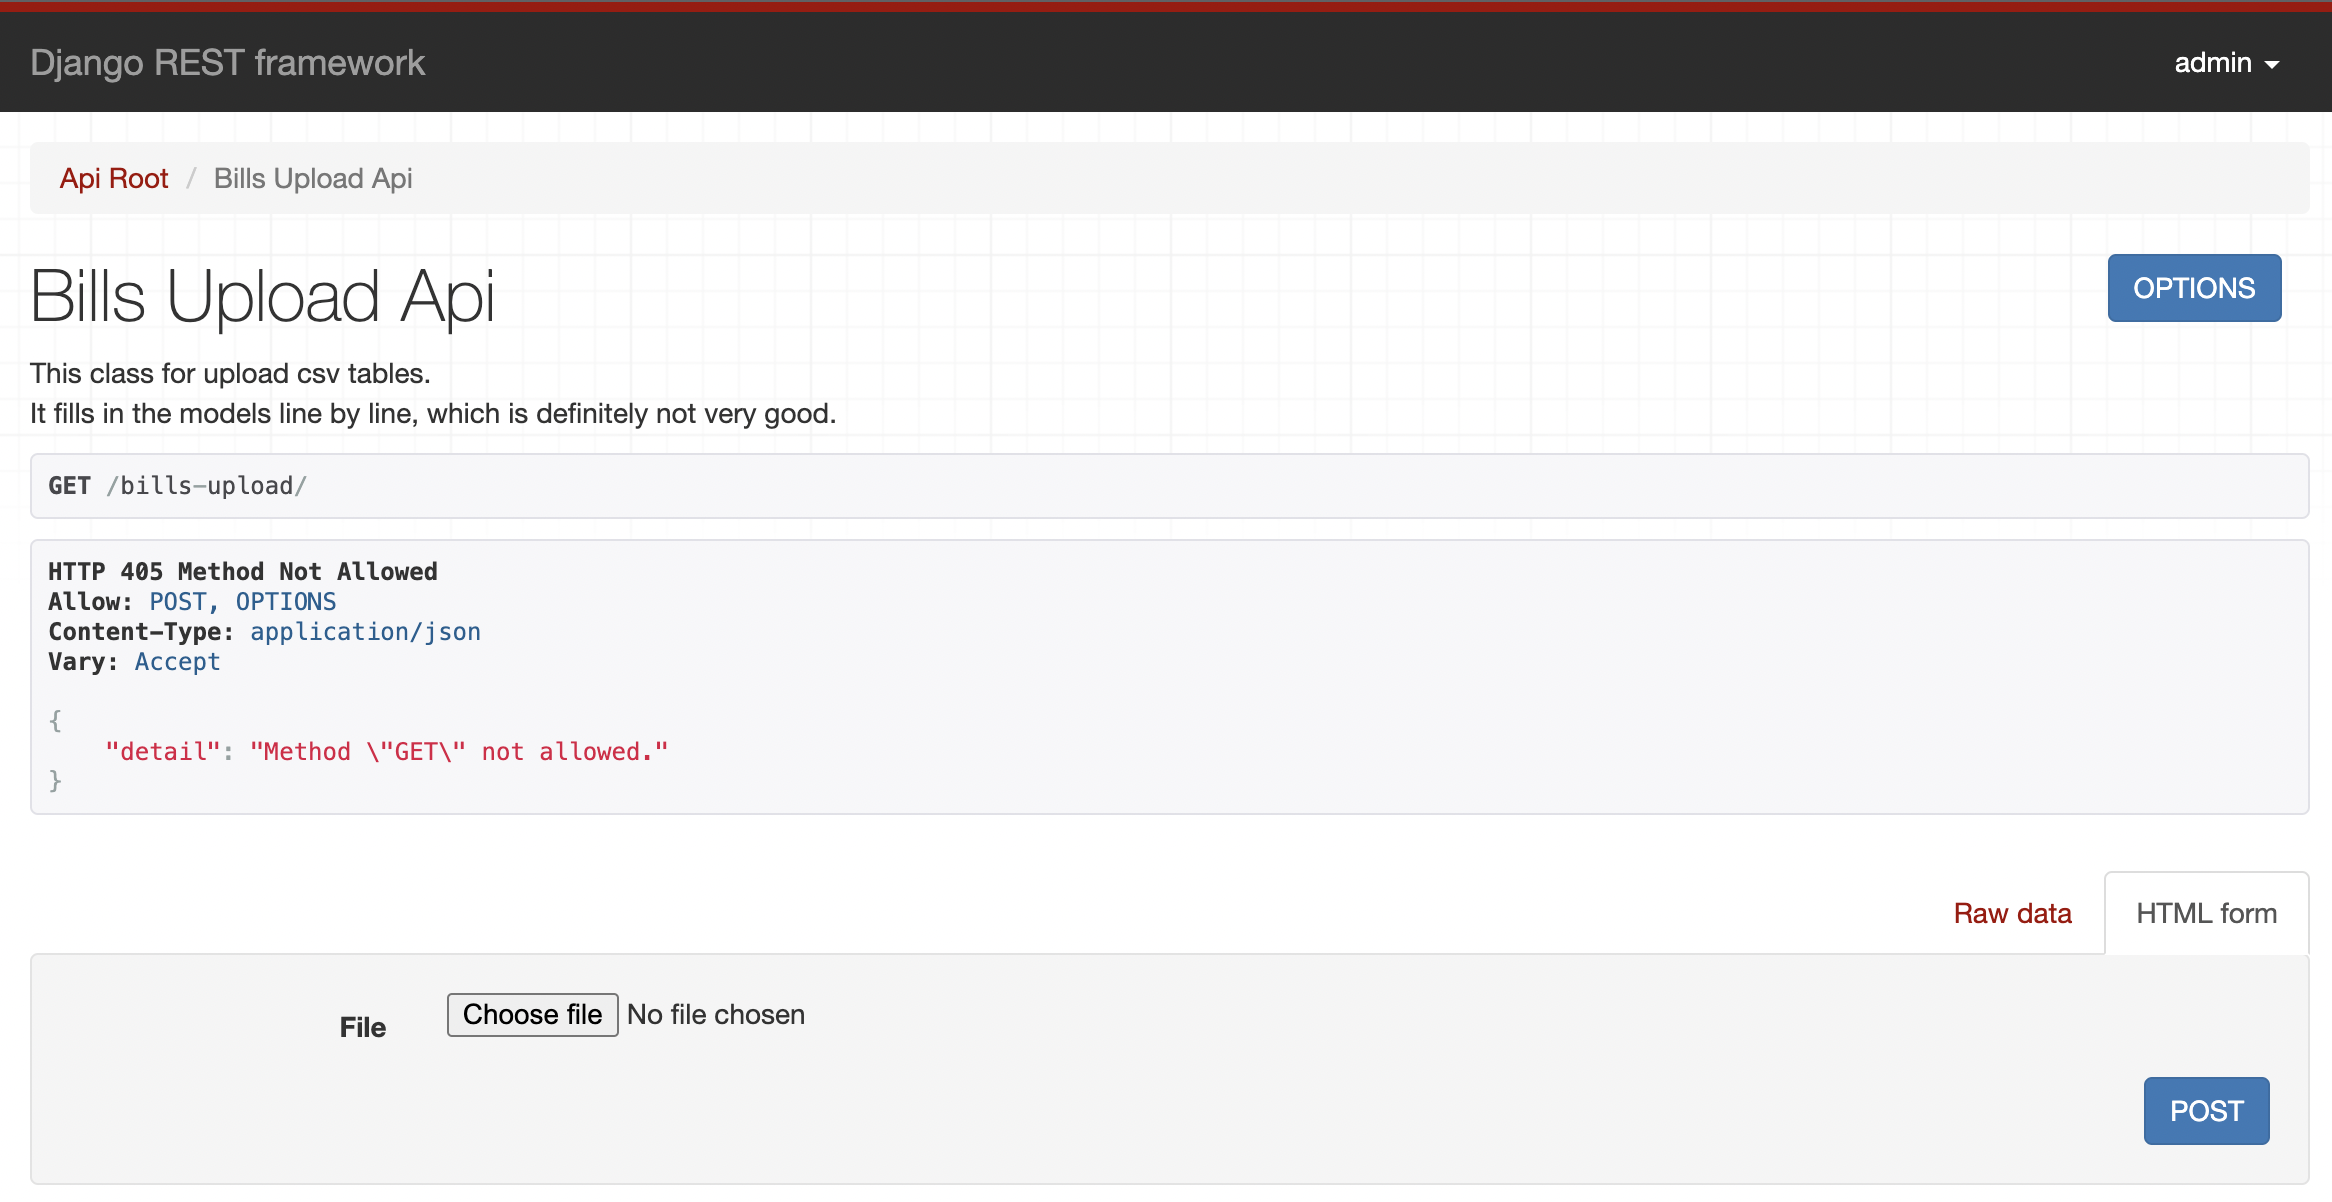 Django REST framework
admin
Api Root / Bills Upload Api
Bills Upload Api
OPTIONS
This class for upload csv tables.
It fills in the models line by line, which is definitely not very good.
GET /bills-upload/
HTTP 405 Method Not Allowed
Allow: POST, OPTIONS
Content-Type: application/json
Vary: Accept
{
    "detail": "Method \"GET\" not allowed."
}
Raw data
HTML form
File
Choose file No file chosen
POST